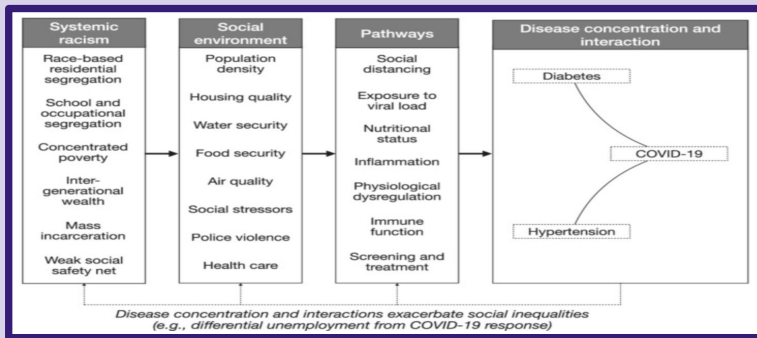 Systemic
racism
Race-based
residential
segregation
School and
occupational
segregation
Concentrated
poverty
Inter-
generational
wealth
Mass
incarceration
Weak social
safety net
Social
environment
Population
density
Housing quality
Water security
Food security
Air quality
Social stressors
Police violence
Health care
Pathways
Social
distancing
Exposure to
viral load
Nutritional
status
Inflammation
Physiological
dysregulation
Immune
function
Screening and
treatment
Disease concentration and
interaction
Diabetes
COVID-19
Hypertension
Disease concentration and interactions exacerbate social inequalities
(e.g., differential unemployment from COVID-19 response)